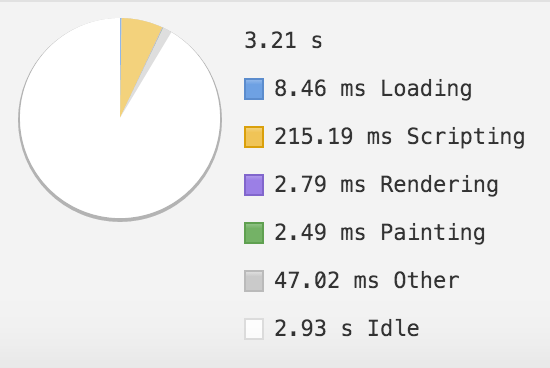 3.21 s
8.46 ms Loading
215.19 ms Scripting
2.79 ms Rendering
2.49 ms Painting
47.02 ms Other
2.93 s Idle